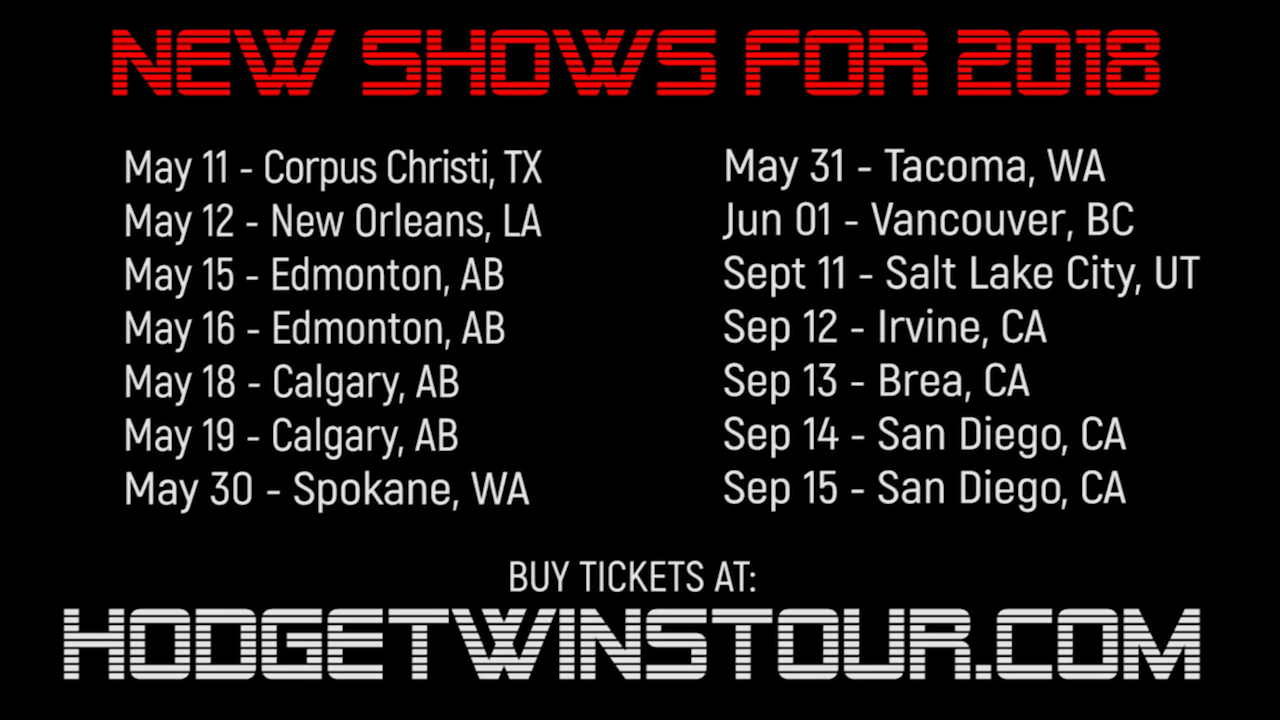 NEW SHOWS FOR 2018
May 11 - Corpus Christi, TX
May 12 - New Orleans, LA
May 15 - Edmonton, AB
May 16 - Edmonton, AB
May 18 - Calgary, AB
May 19 - Calgary, AB
May 30 - Spokane, WA
May 31 - Tacoma, WA
Jun 01 - Vancouver, BC
Sept 11 - Salt Lake City, UT
Sep 12 - Irvine, CA
Sep 13 - Brea, CA
Sep 14 - San Diego, CA
Sep 15 - San Diego, CA
BUY TICKETS AT:
HODGETWINSTOUR.COM